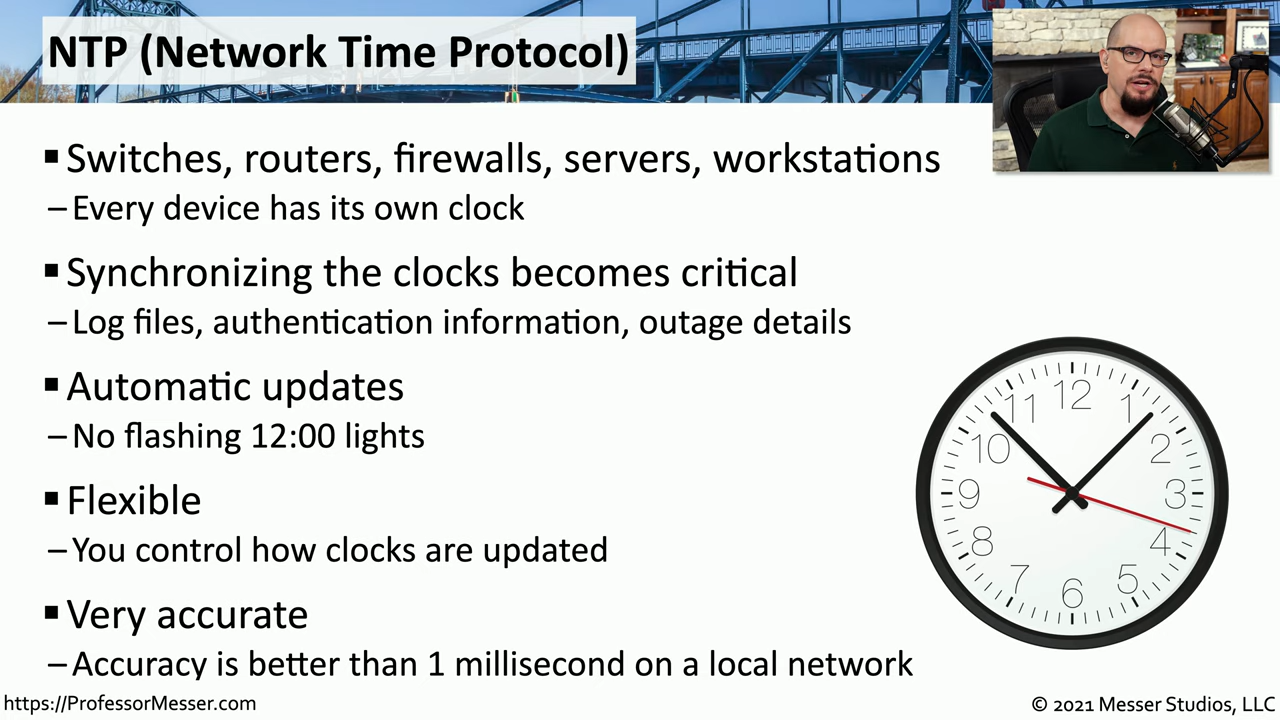 NTP (Network Time Protocol)
▪ Switches, routers, firewalls, servers, workstations
– Every device has its own clock
▪ Synchronizing the clocks becomes critical
– Log files, authentication information, outage details
▪ Automatic updates
– No flashing 12:00 lights
▪ Flexible
– You control how clocks are updated
▪ Very accurate
– Accuracy is better than 1 millisecond on a local network
12
1
2
3
4
5
6
7
8
9
10
11
https://ProfessorMesser.com
© 2021 Messer Studios, LLC